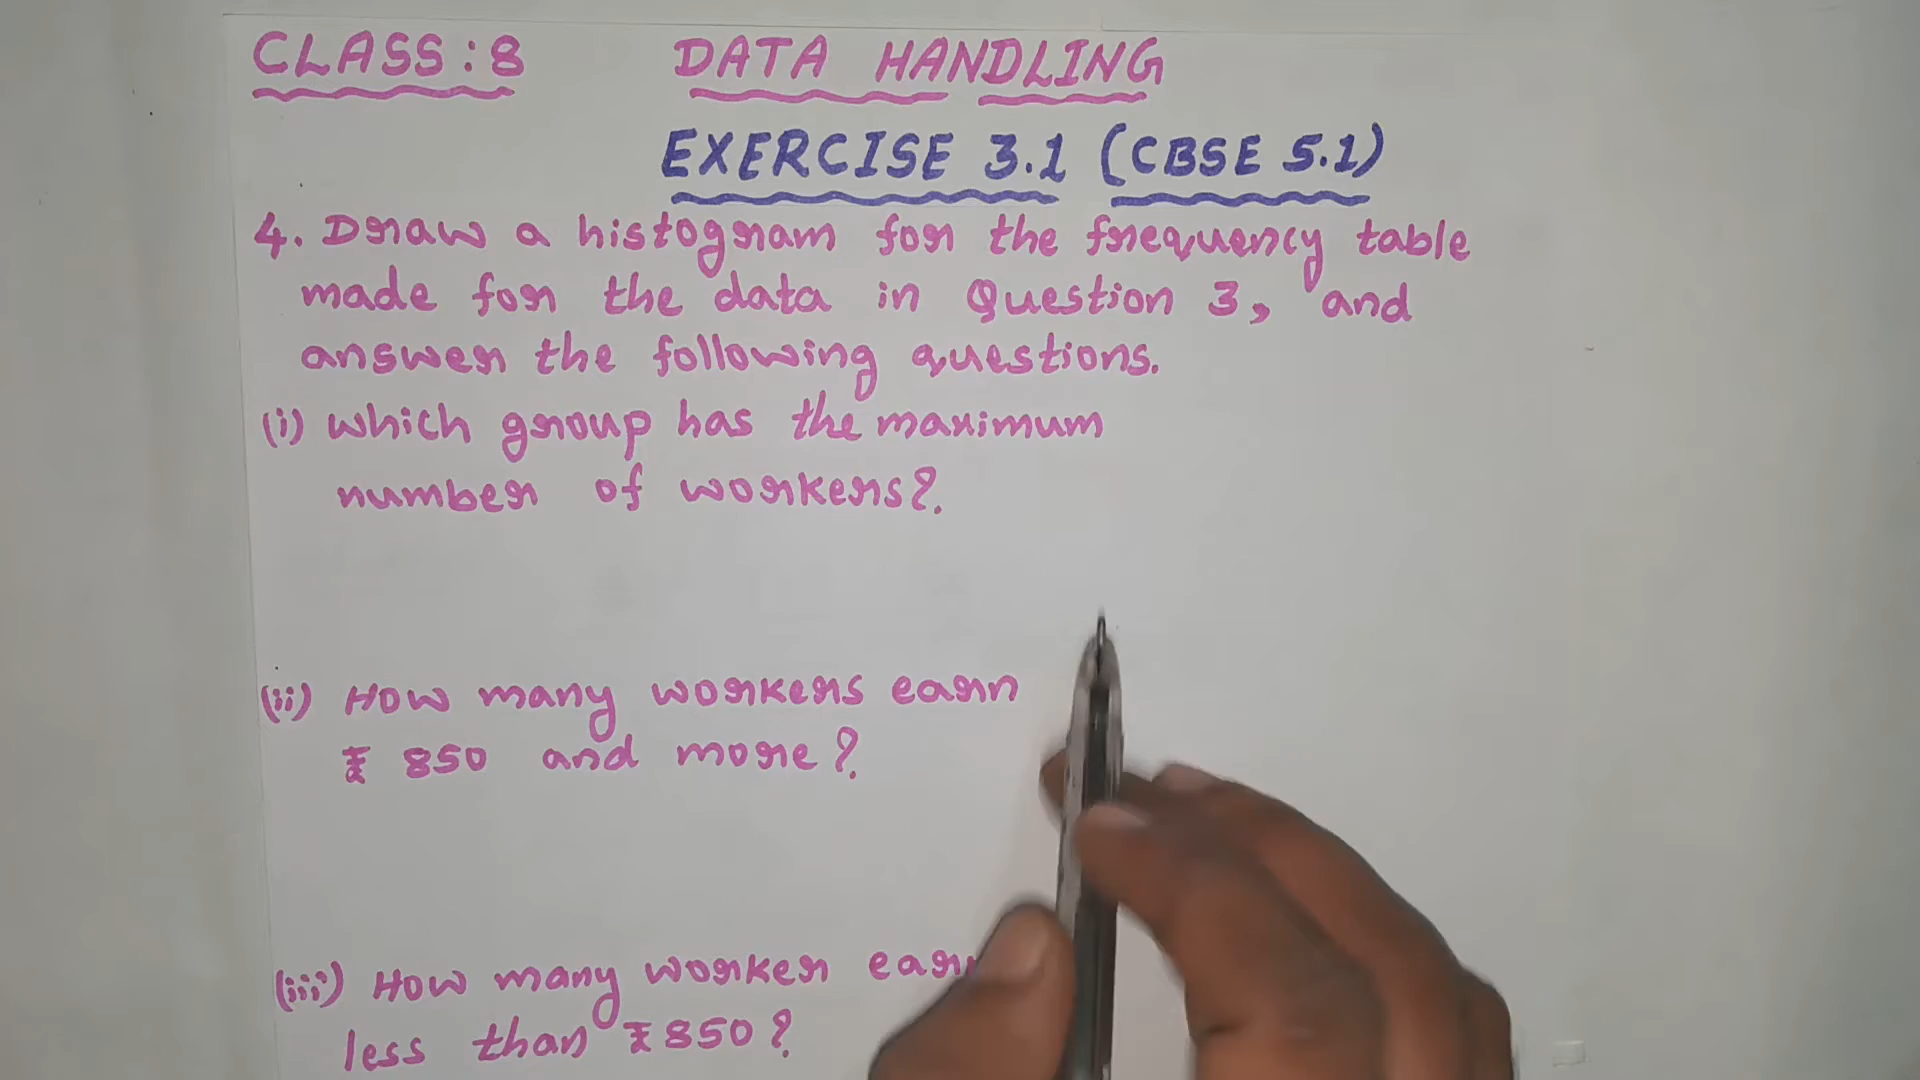 CLASS:8 DATA HANDLING
EXERCISE 3.1 (CBSE 5.1)
4. Draw a histogram for the frequency table
made for the data in Question 3, and
answer the following questions.
(i) which group has the maximum
number of workers?.
(ii) How many workers earn
₹ 850 and more?
(iii) How many worker earn
less than ₹850?